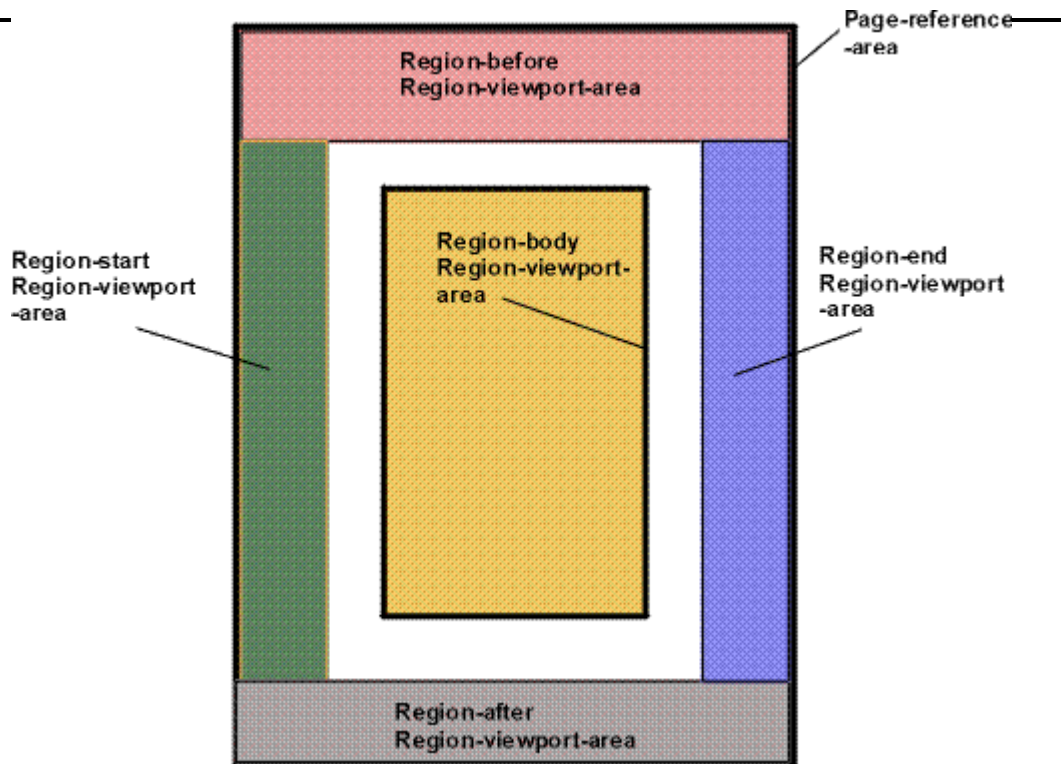 Page-reference
-area
Region-before
Region-viewport-area
Region-start
Region-viewport
-area
Region-body
Region-viewport-
area
Region-end
Region-viewport
-area
Region-after
Region-viewport-area